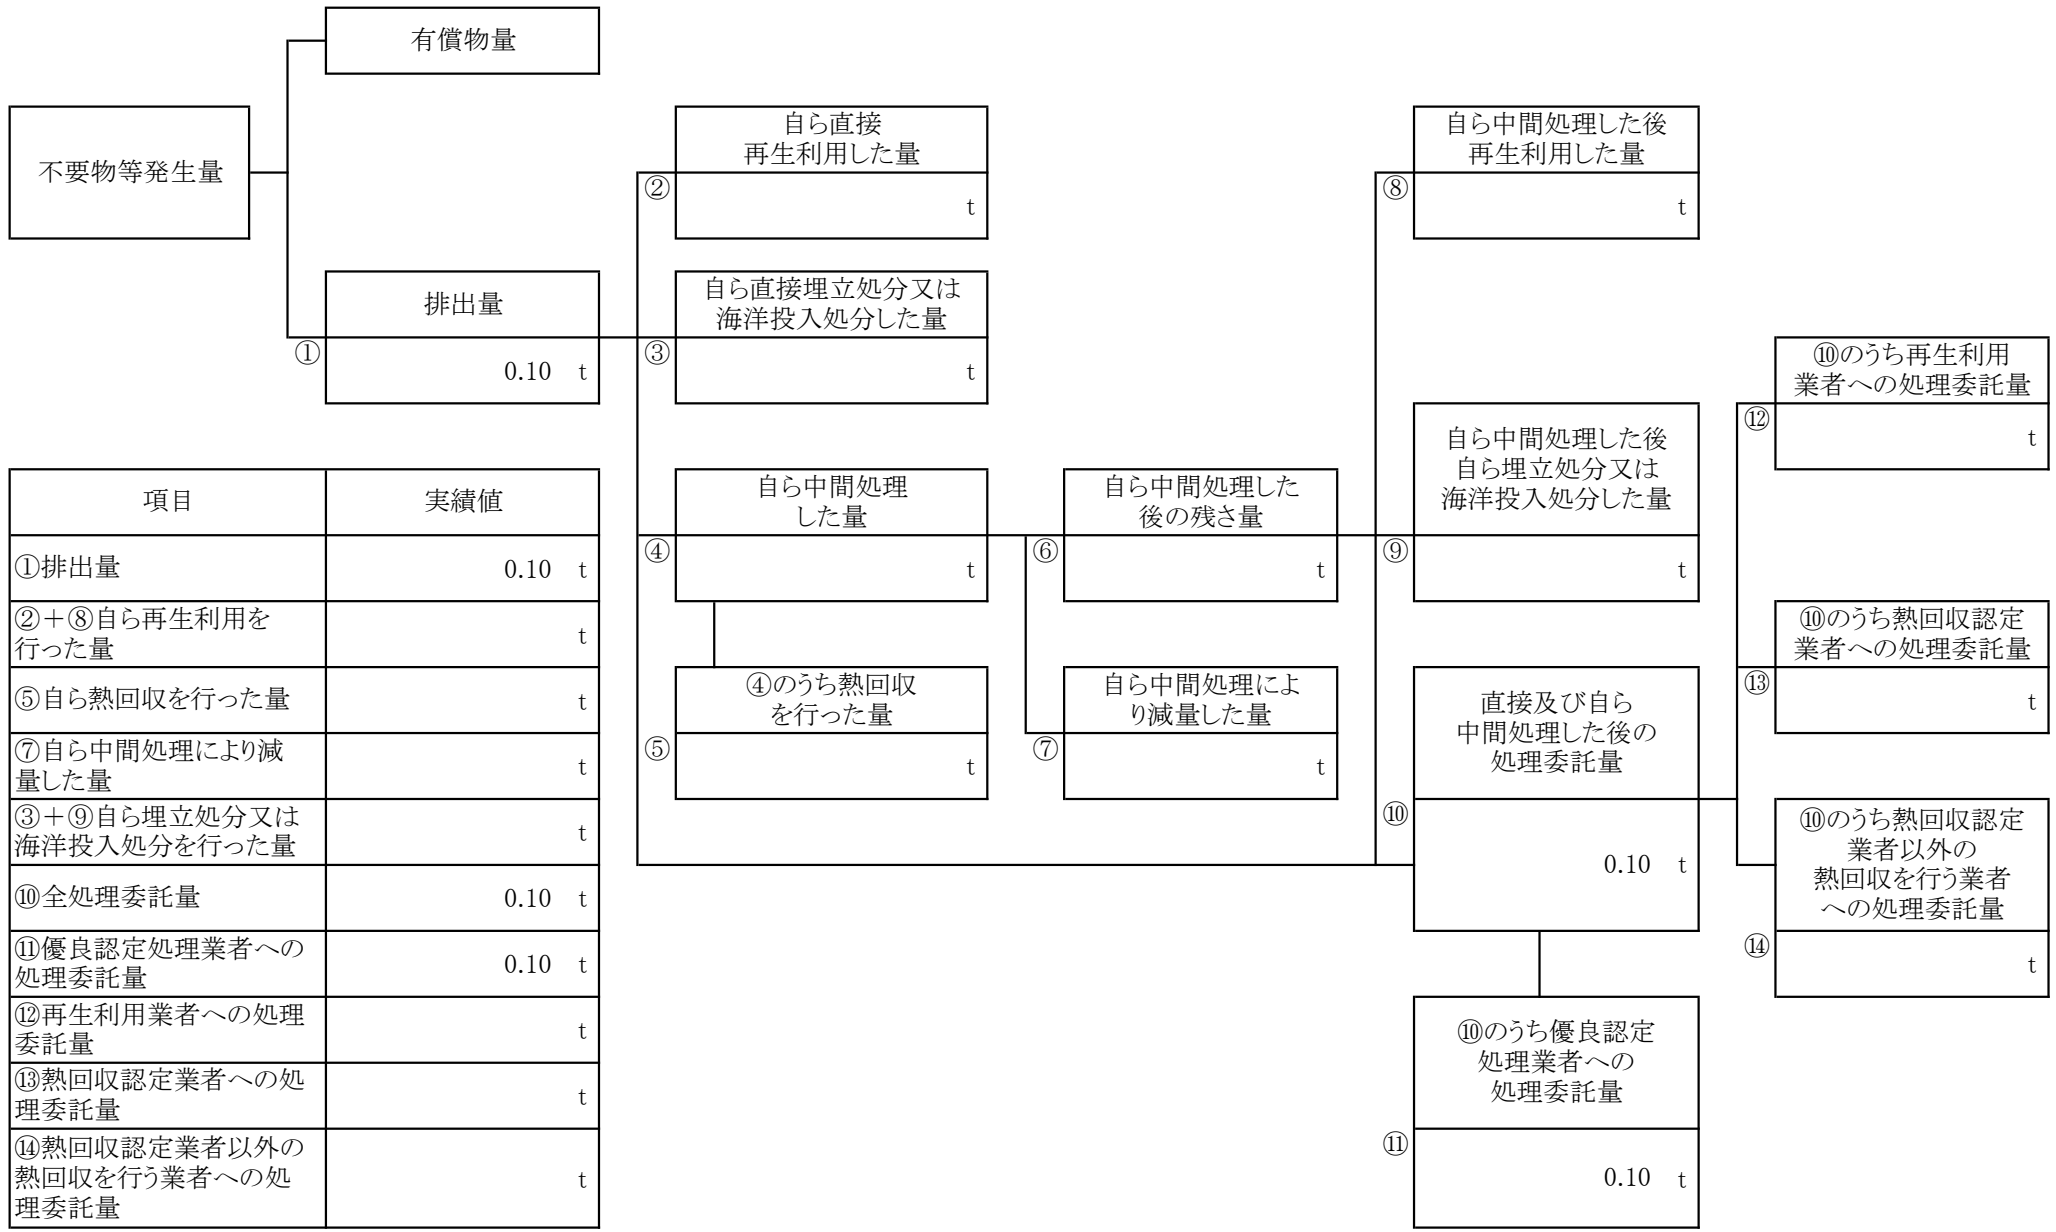 有償物量
不要物等発生量
排出量
①
0.10 t
自ら直接
再生利用した量
②
t
自ら直接埋立処分又は
海洋投入処分した量
③
t
自ら中間処理
した量
④
t
④のうち熱回収
を行った量
⑤
t
自ら中間処理した
後の残さ量
⑥
t
自ら中間処理によ
り減量した量
⑦
t
自ら中間処理した後
再生利用した量
⑧
t
自ら中間処理した後
自ら埋立処分又は
海洋投入処分した量
⑨
t
直接及び自ら
中間処理した後の
処理委託量
⑩
0.10 t
⑩のうち優良認定
処理業者への
処理委託量
⑪
0.10 t
⑩のうち再生利用
業者への処理委託量
⑫
t
⑩のうち熱回収認定
業者への処理委託量
⑬
t
⑩のうち熱回収認定
業者以外の
熱回収を行う業者
への処理委託量
⑭
t
項目 実績値
①排出量 0.10 t
②＋⑧自ら再生利用を
行った量
t
⑤自ら熱回収を行った量 t
⑦自ら中間処理により減
量した量
t
③＋⑨自ら埋立処分又は
海洋投入処分を行った量
t
⑩全処理委託量 0.10 t
⑪優良認定処理業者への
処理委託量
0.10 t
⑫再生利用業者への処理
委託量
t
⑬熱回収認定業者への処
理委託量
t
⑭熱回収認定業者以外の
熱回収を行う業者への処
理委託量
t